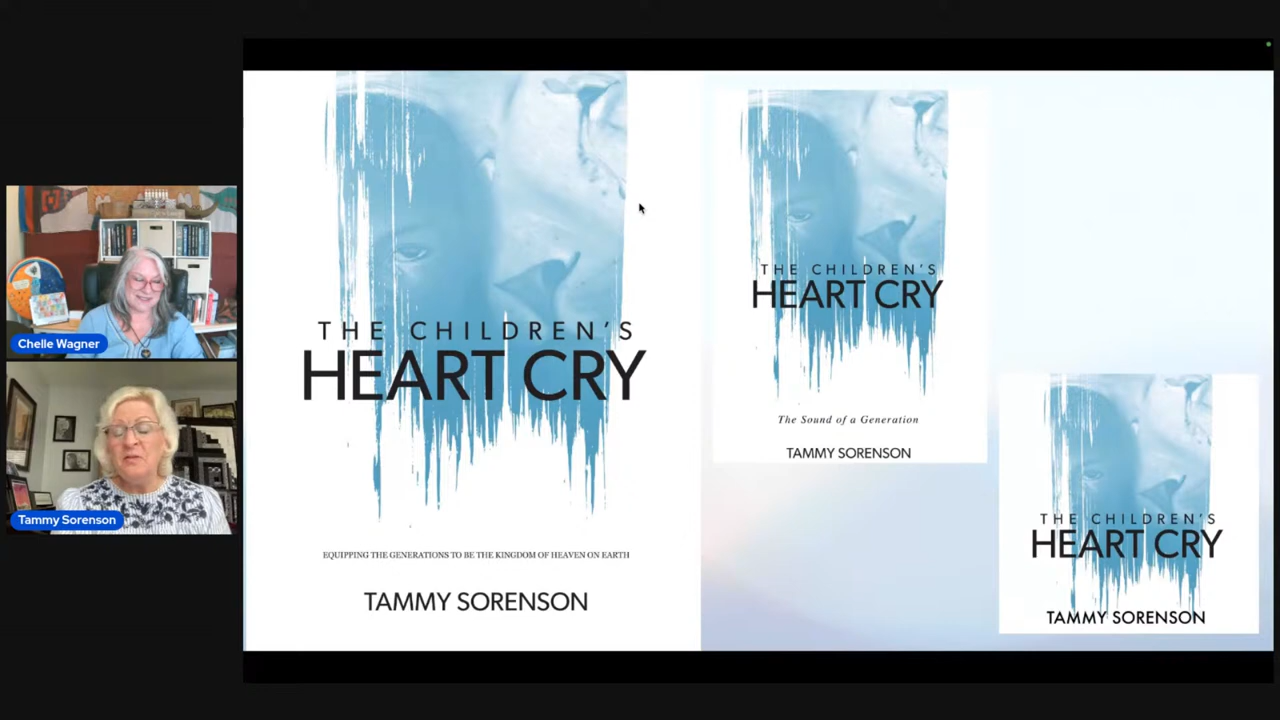 Chelle Wagner
Tammy Sorenson
THE CHILDREN'S
HEART CRY
EQUIPPING THE GENERATIONS TO BE THE KINGDOM OF HEAVEN ON EARTH
TAMMY SORENSON
THE CHILDREN'S
HEART CRY
The Sound of a Generation
TAMMY SORENSON
THE CHILDREN'S
HEART CRY
TAMMY SORENSON